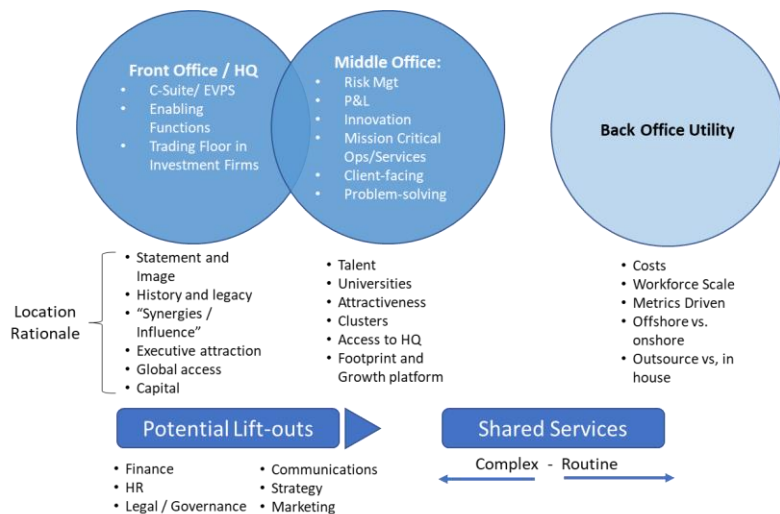 Front Office / HQ
• C-Suite/ EVPS
• Enabling
Functions
• Trading Floor in
Investment Firms
Middle Office:
• Risk Mgt
• P&L
• Innovation
• Mission Critical
Ops/Services
• Client-facing
• Problem-solving
Back Office Utility
Location
Rationale
• Statement and
Image
• History and legacy
• “Synergies /
Influence”
• Executive attraction
• Global access
• Capital
• Talent
• Universities
• Attractiveness
• Clusters
• Access to HQ
• Footprint and
Growth platform
• Costs
• Workforce Scale
• Metrics Driven
• Offshore vs.
onshore
• Outsource vs, in
house
Potential Lift-outs
• Finance
• HR
• Legal / Governance
• Communications
• Strategy
• Marketing
Shared Services
Complex - Routine